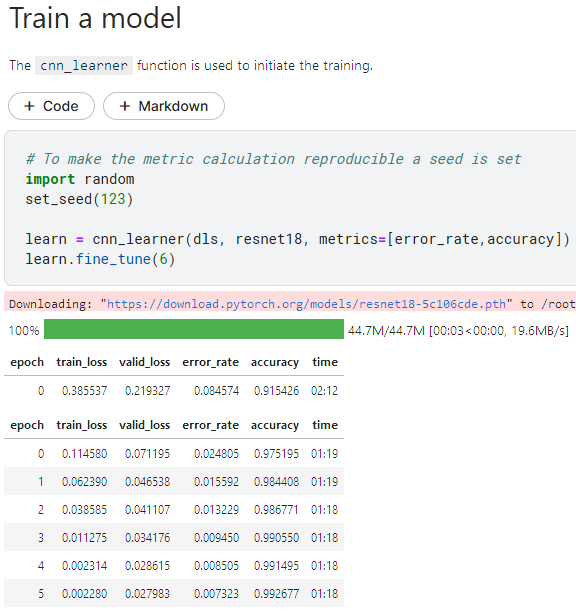 Train a model
The cnn_learner function is used to initiate the training.
+ Code + Markdown
# To make the metric calculation reproducible a seed is set
import random
set_seed(123)
learn = cnn_learner(dls, resnet18, metrics=[error_rate,accuracy])
learn.fine_tune(6)
Downloading: "https://download.pytorch.org/models/resnet18-5c106cde.pth" to /root
100% 44.7M/44.7M [00:03<00:00, 19.6MB/s]
epoch train_loss valid_loss error_rate accuracy time
0 0.385537 0.219327 0.084574 0.915426 02:12
epoch train_loss valid_loss error_rate accuracy time
0 0.114580 0.071195 0.024805 0.975195 01:19
1 0.062390 0.046538 0.015592 0.984408 01:19
2 0.038585 0.041107 0.013229 0.986771 01:18
3 0.011275 0.034176 0.009450 0.990550 01:18
4 0.002314 0.028615 0.008505 0.991495 01:18
5 0.002280 0.027983 0.007323 0.992677 01:18